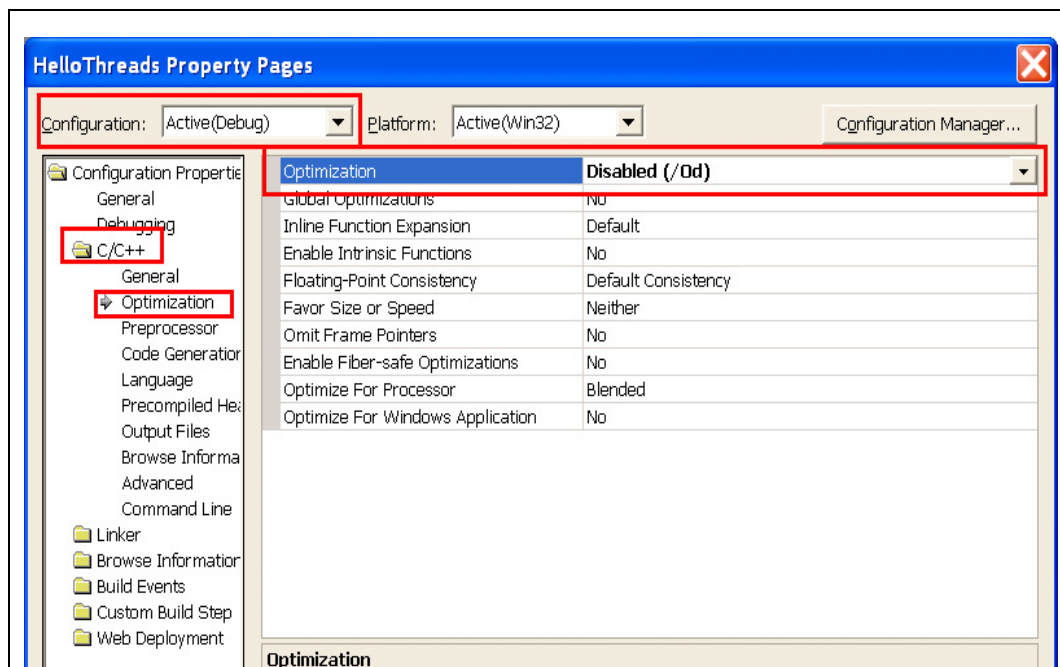 HelloThreads Property Pages
Configuration: Active(Debug) Platform: Active(Win32) Configuration Manager...
Configuration Propertie
General
Debugging
C/C++
General
Optimization
Preprocessor
Code Generation
Language
Precompiled Hea
Output Files
Browse Informa
Advanced
Command Line
Linker
Browse Information
Build Events
Custom Build Step
Web Deployment
Optimization Disabled (/Od)
Global Optimizations No
Inline Function Expansion Default
Enable Intrinsic Functions No
Floating-Point Consistency Default Consistency
Favor Size or Speed Neither
Omit Frame Pointers No
Enable Fiber-safe Optimizations No
Optimize For Processor Blended
Optimize For Windows Application No
Optimization